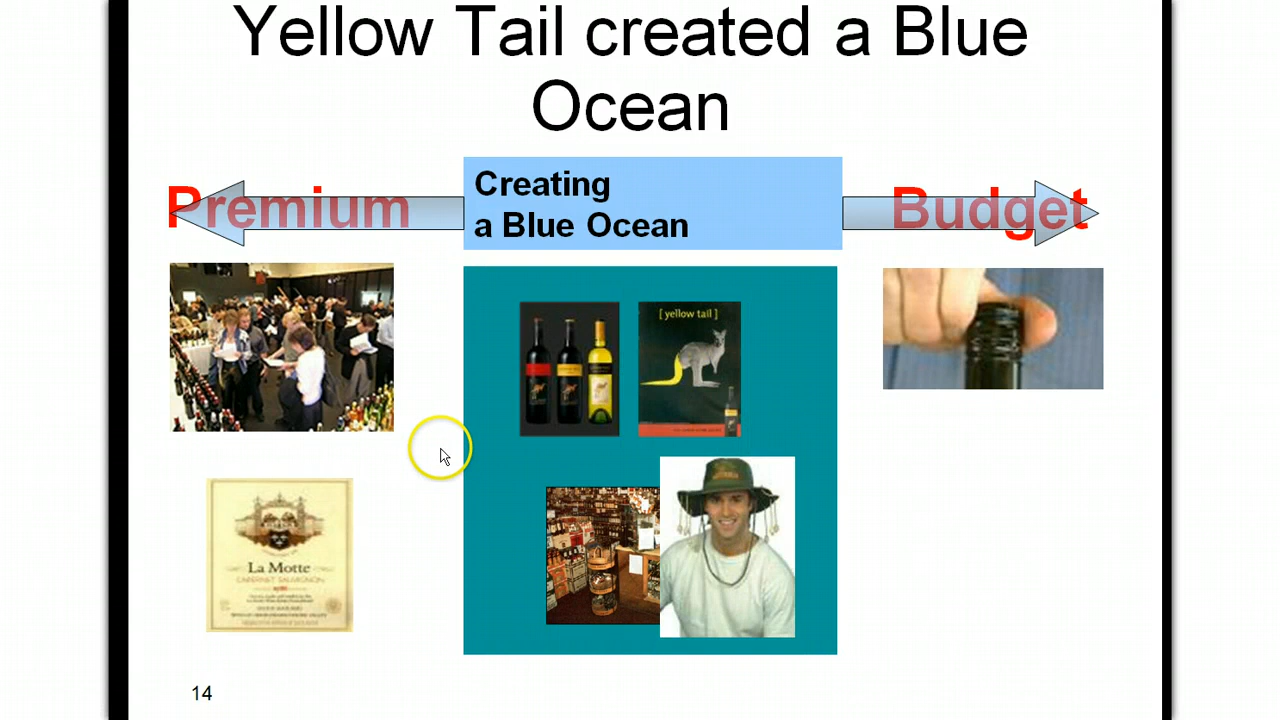 Yellow Tail created a Blue
Ocean
Premium
Creating
a Blue Ocean
Budget
[ yellow tail ]
La Motte
CABERNET SAUVIGNON
14